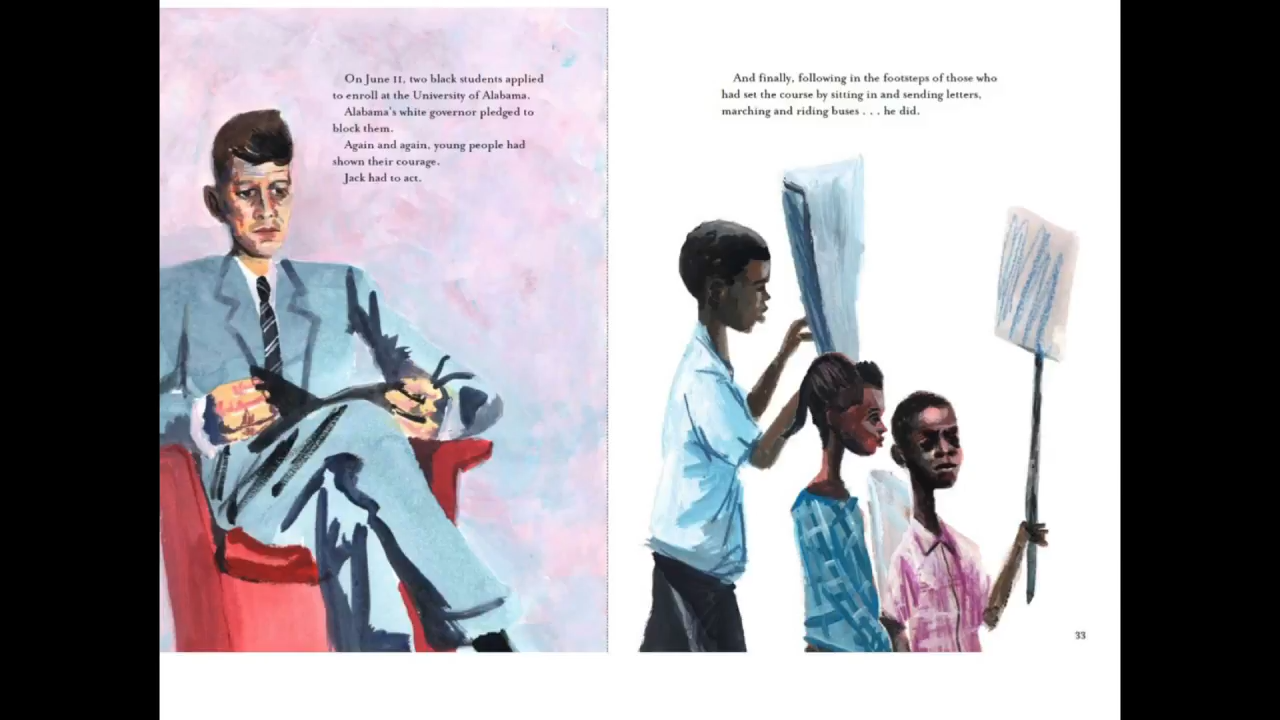 On June 11, two black students applied
to enroll at the University of Alabama.
Alabama's white governor pledged to
block them.
Again and again, young people had
shown their courage.
Jack had to act.
And finally, following in the footsteps of those who
had set the course by sitting in and sending letters,
marching and riding buses . . . he did.
33